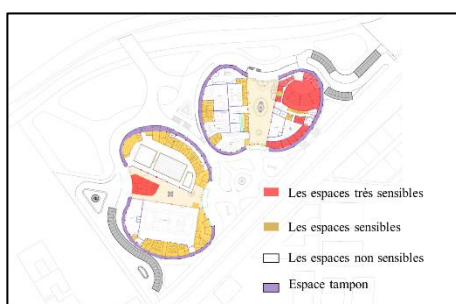 Les espaces très sensibles
Les espaces sensibles
Les espaces non sensibles
Espace tampon